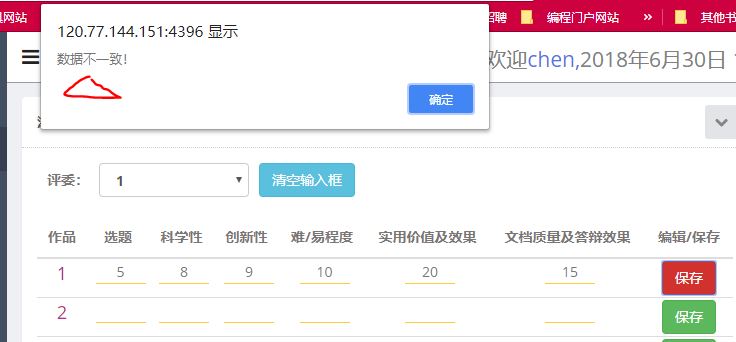 网站
招聘
编程门户网站
»
其他书
120.77.144.151:4396 显示
数据不一致!
确定
欢迎chen,2018年6月30日
评委：
1
清空输入框
作品 选题 科学性 创新性 难/易程度 实用价值及效果 文档质量及答辩效果 编辑/保存
1 5 8 9 10 20 15 保存
2 保存